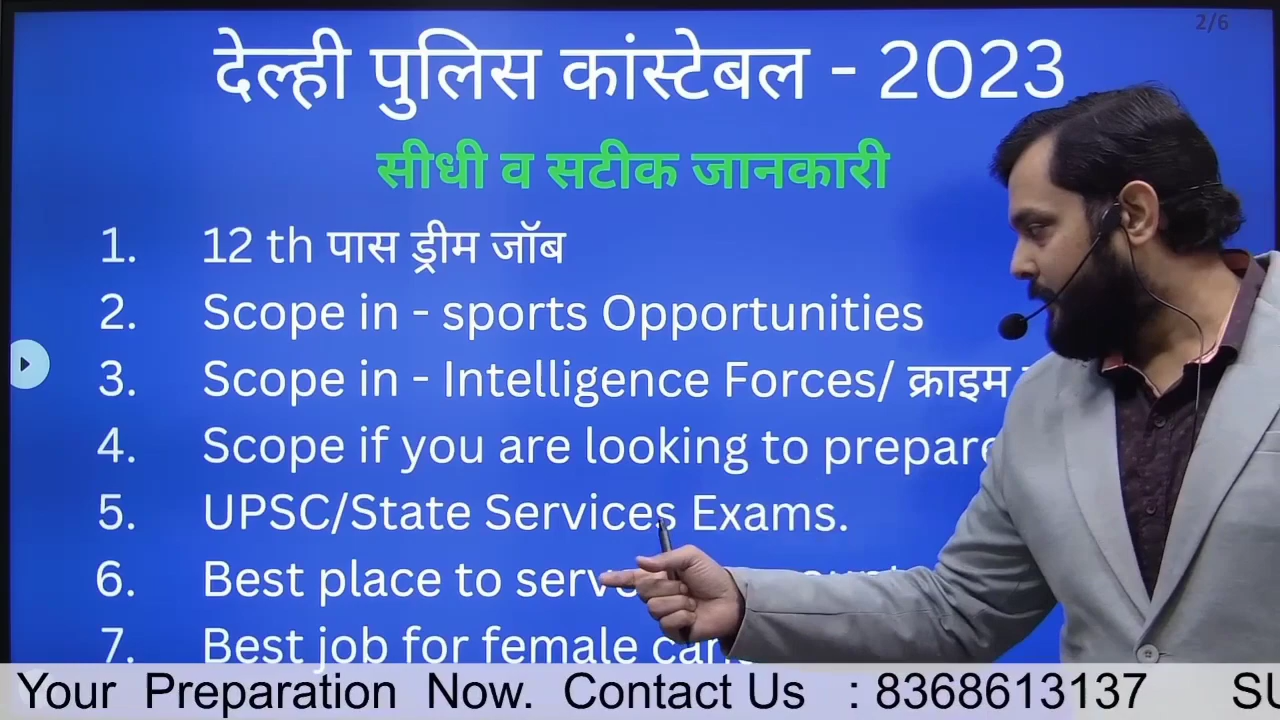 2/6
देल्ही पुलिस कांस्टेबल - 2023
सीधी व सटीक जानकारी
1. 12 th पास ड्रीम जॉब
2. Scope in - sports Opportunities
3. Scope in - Intelligence Forces/ क्राइम
4. Scope if you are looking to prepare
5. UPSC/State Services Exams.
6. Best place to serve
7. Best job for female
Your Preparation Now. Contact Us : 8368613137 SU